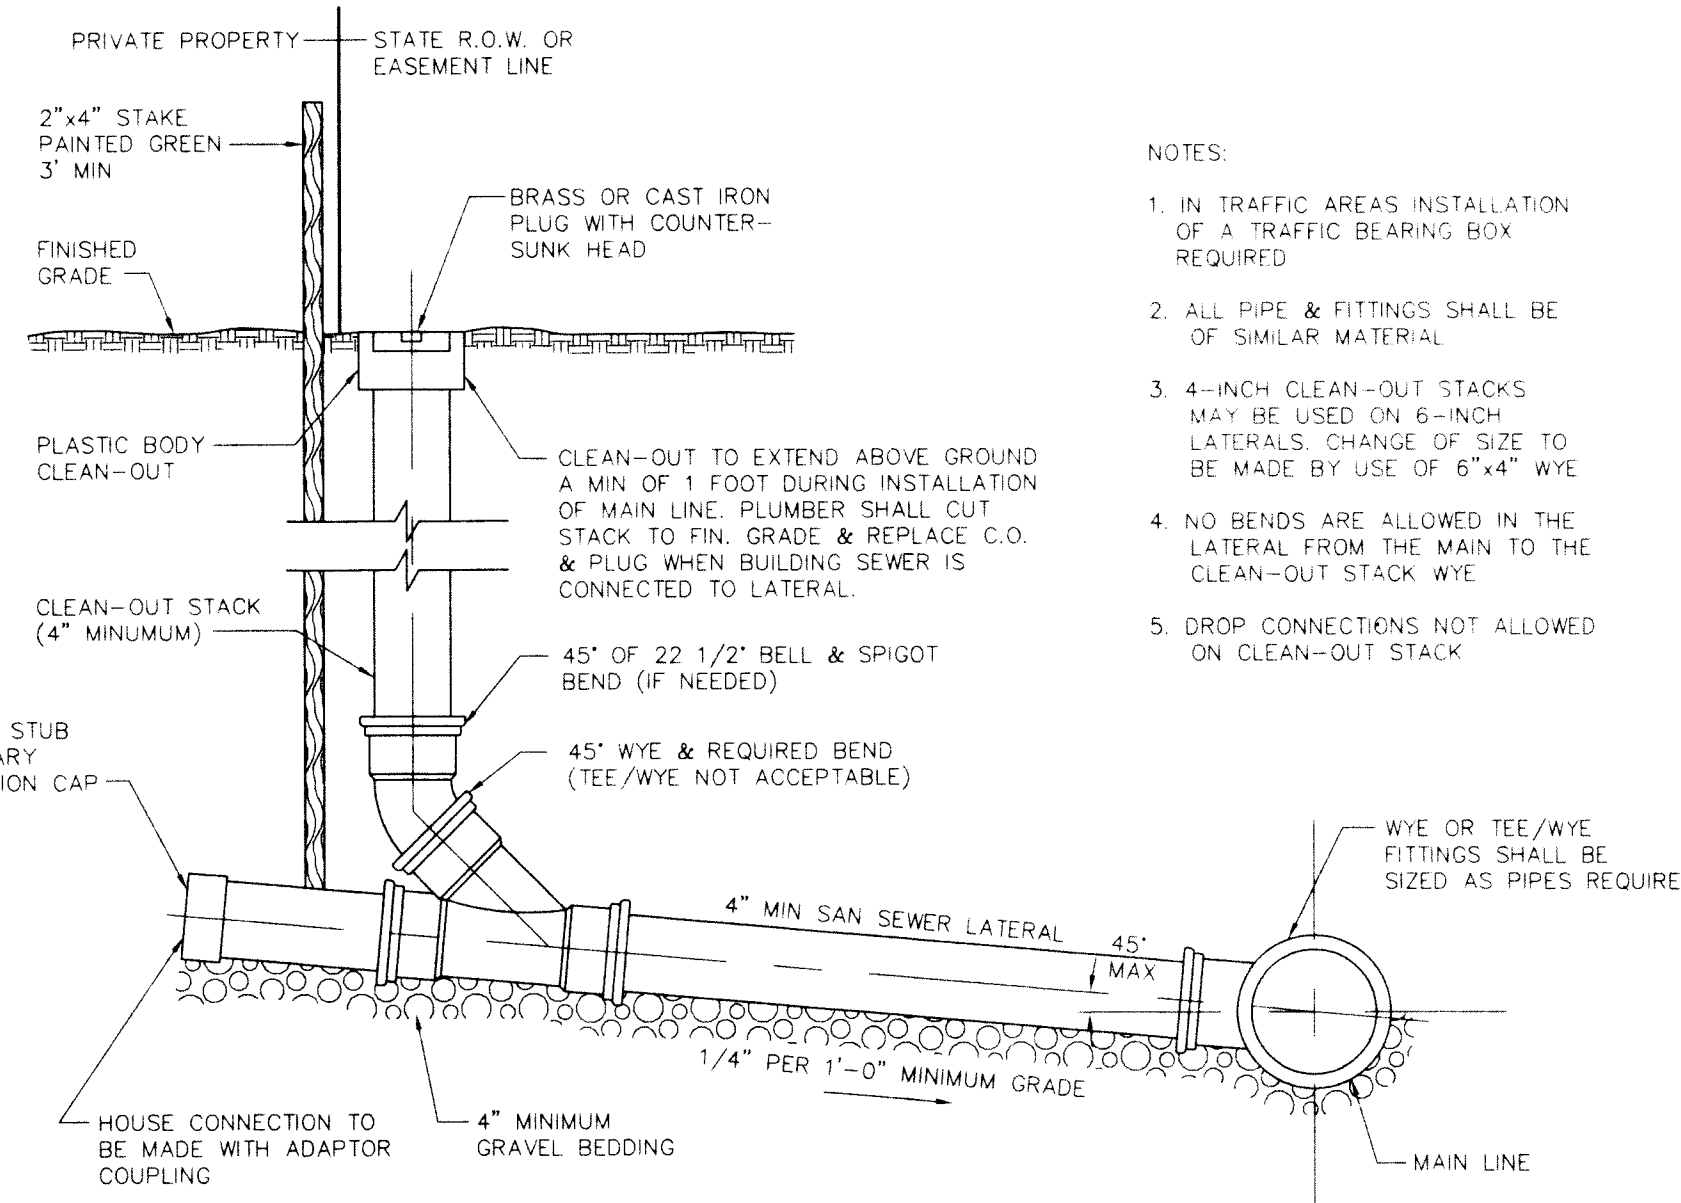 PRIVATE PROPERTY
STATE R.O.W. OR
EASEMENT LINE
2"x4" STAKE
PAINTED GREEN
3' MIN
BRASS OR CAST IRON
PLUG WITH COUNTER-
SUNK HEAD
FINISHED
GRADE
PLASTIC BODY
CLEAN-OUT
CLEAN-OUT TO EXTEND ABOVE GROUND
A MIN OF 1 FOOT DURING INSTALLATION
OF MAIN LINE. PLUMBER SHALL CUT
STACK TO FIN. GRADE & REPLACE C.O.
& PLUG WHEN BUILDING SEWER IS
CONNECTED TO LATERAL.
CLEAN-OUT STACK
(4" MINUMUM)
45° OF 22 1/2° BELL & SPIGOT
BEND (IF NEEDED)
STUB
ARY
ION CAP
45° WYE & REQUIRED BEND
(TEE/WYE NOT ACCEPTABLE)
WYE OR TEE/WYE
FITTINGS SHALL BE
SIZED AS PIPES REQUIRE
4" MIN SAN SEWER LATERAL
45°
MAX
1/4" PER 1'-0" MINIMUM GRADE
HOUSE CONNECTION TO
BE MADE WITH ADAPTOR
COUPLING
4" MINIMUM
GRAVEL BEDDING
MAIN LINE
NOTES:
1. IN TRAFFIC AREAS INSTALLATION
OF A TRAFFIC BEARING BOX
REQUIRED
2. ALL PIPE & FITTINGS SHALL BE
OF SIMILAR MATERIAL
3. 4-INCH CLEAN-OUT STACKS
MAY BE USED ON 6-INCH
LATERALS. CHANGE OF SIZE TO
BE MADE BY USE OF 6"x4" WYE
4. NO BENDS ARE ALLOWED IN THE
LATERAL FROM THE MAIN TO THE
CLEAN-OUT STACK WYE
5. DROP CONNECTIONS NOT ALLOWED
ON CLEAN-OUT STACK